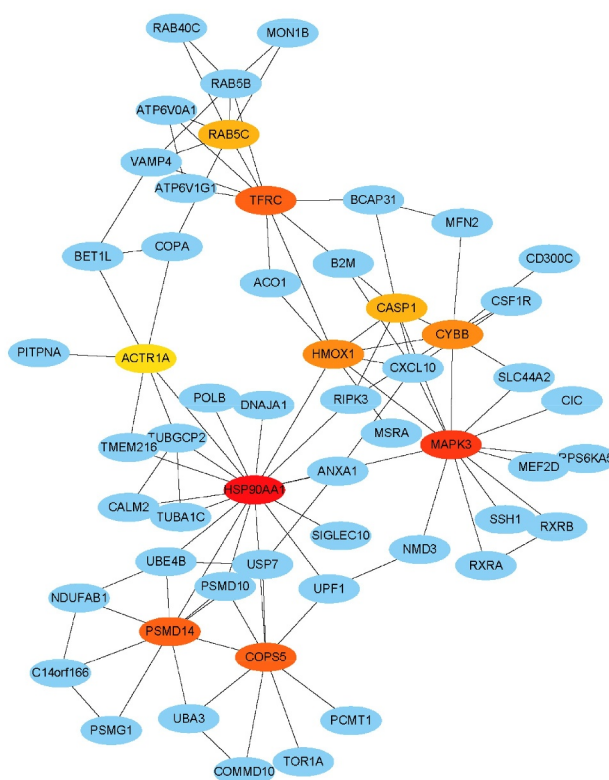 RAB40C
MON1B
RAB5B
ATP6V0A1
RAB5C
VAMP4
ATP6V1G1
TFRC
BCAP31
MFN2
BET1L
COPA
B2M
CD300C
ACO1
CSF1R
CASP1
CYBB
PITPNA
ACTR1A
HMOX1
CXCL10
SLC44A2
POLB
DNAJA1
RIPK3
CIC
MSRA
TMEM216
TUBGCP2
MAPK3
ANXA1
MEF2D
RPS6KA5
HSP90AA1
CALM2
TUBA1C
SIGLEC10
SSH1
RXRB
UBE4B
USP7
NMD3
RXRA
NDUFAB1
PSMD10
UPF1
PSMD14
COPS5
C14orf166
PSMG1
UBA3
PCMT1
COMMD10
TOR1A